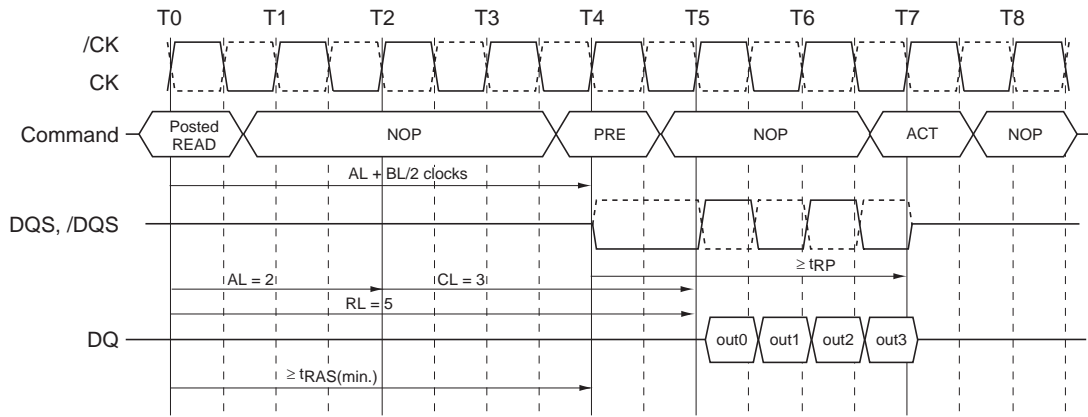 T0 T1 T2 T3 T4 T5 T6 T7 T8
/CK
CK
Command Posted READ NOP PRE NOP ACT NOP
AL + BL/2 clocks
DQS, /DQS
≥ tRP
AL = 2 CL = 3
RL = 5
DQ out0 out1 out2 out3
≥ tRAS(min.)